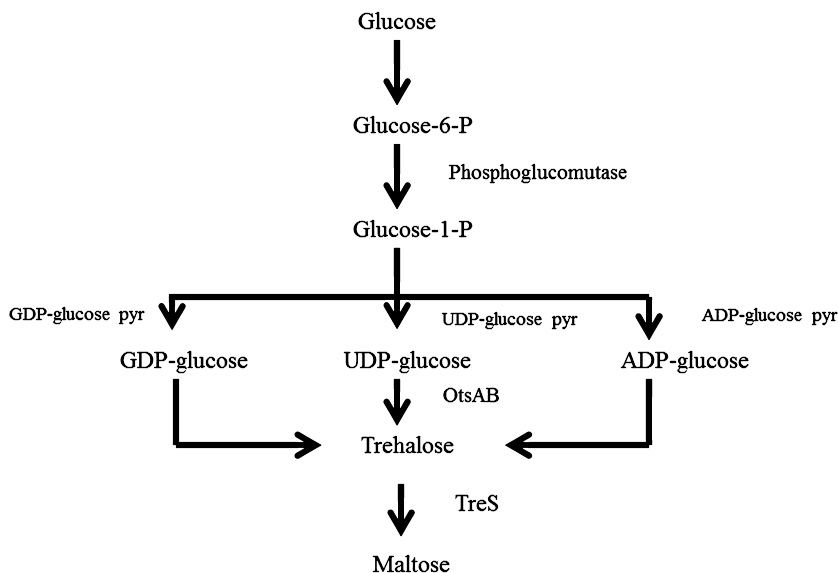 Glucose
Glucose-6-P
Phosphoglucomutase
Glucose-1-P
GDP-glucose pyr
UDP-glucose pyr
ADP-glucose pyr
GDP-glucose
UDP-glucose
ADP-glucose
OtsAB
Trehalose
TreS
Maltose